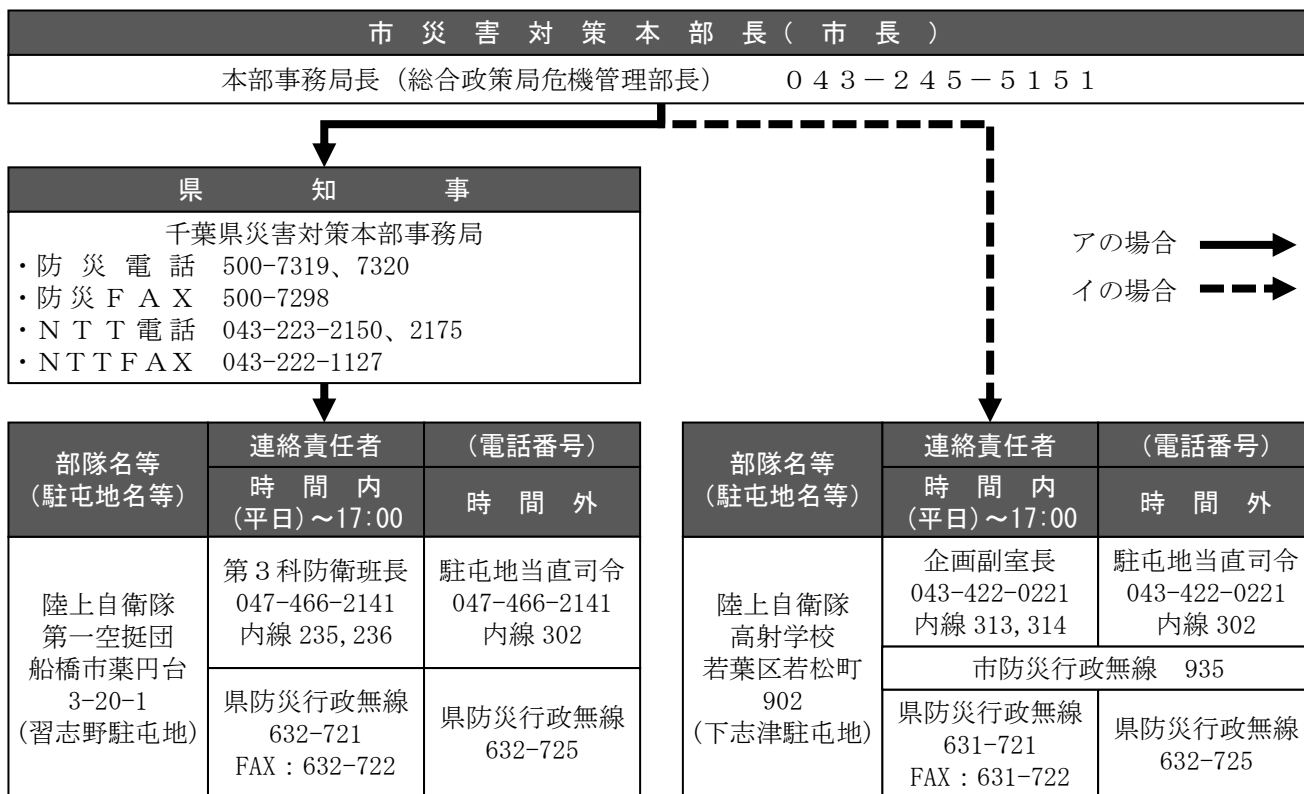 市災害対策本部長(市長)
本部事務局長（総合政策局危機管理部長）　０４３－２４５－５１５１
県知事
千葉県災害対策本部事務局
・防災電話 500-7319、7320
・防災ＦＡＸ 500-7298
・ＮＴＴ電話 043-223-2150、2175
・ＮＴＴＦＡＸ 043-222-1127
アの場合
イの場合
部隊名等
(駐屯地名等)
連絡責任者
(電話番号)
時間内
(平日)～17:00
時間外
陸上自衛隊
第一空挺団
船橋市薬円台
3-20-1
(習志野駐屯地)
第３科防衛班長
047-466-2141
内線 235,236
駐屯地当直司令
047-466-2141
内線 302
県防災行政無線
632-721
FAX：632-722
県防災行政無線
632-725
部隊名等
(駐屯地名等)
連絡責任者
(電話番号)
時間内
(平日)～17:00
時間外
陸上自衛隊
高射学校
若葉区若松町
902
(下志津駐屯地)
企画副室長
043-422-0221
内線 313,314
駐屯地当直司令
043-422-0221
内線 302
市防災行政無線　935
県防災行政無線
631-721
FAX：631-722
県防災行政無線
632-725